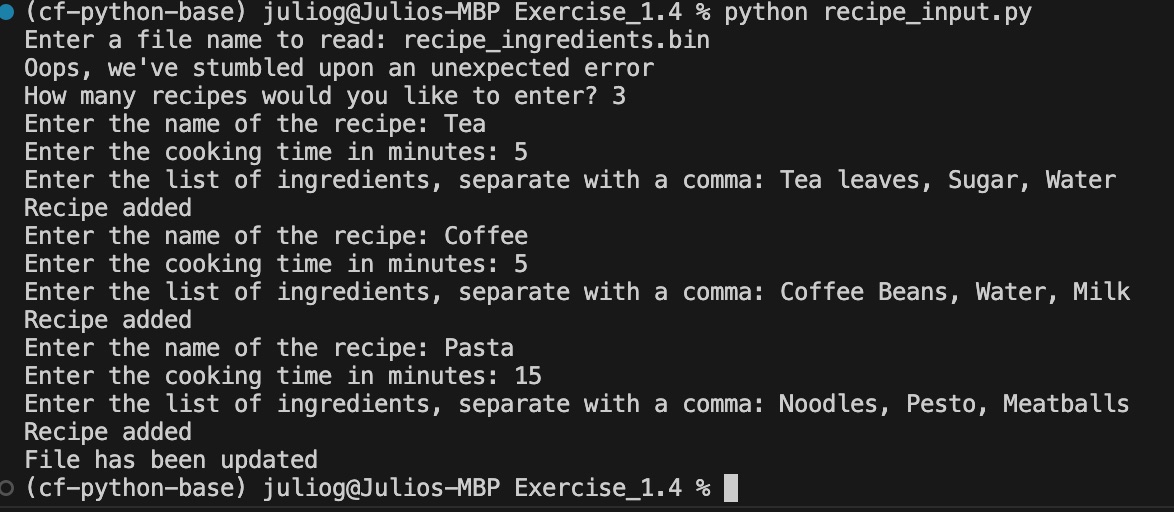 (cf-python-base) juliog@Julios-MBP Exercise_1.4 % python recipe_input.py
Enter a file name to read: recipe_ingredients.bin
Oops, we've stumbled upon an unexpected error
How many recipes would you like to enter? 3
Enter the name of the recipe: Tea
Enter the cooking time in minutes: 5
Enter the list of ingredients, separate with a comma: Tea leaves, Sugar, Water
Recipe added
Enter the name of the recipe: Coffee
Enter the cooking time in minutes: 5
Enter the list of ingredients, separate with a comma: Coffee Beans, Water, Milk
Recipe added
Enter the name of the recipe: Pasta
Enter the cooking time in minutes: 15
Enter the list of ingredients, separate with a comma: Noodles, Pesto, Meatballs
Recipe added
File has been updated
(cf-python-base) juliog@Julios-MBP Exercise_1.4 %